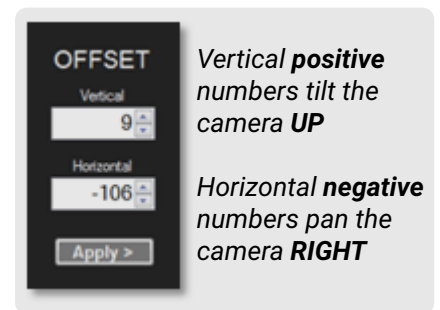 OFFSET
Vertical
9
Horizontal
-106
Apply >
Vertical positive
numbers tilt the
camera UP
Horizontal negative
numbers pan the
camera RIGHT